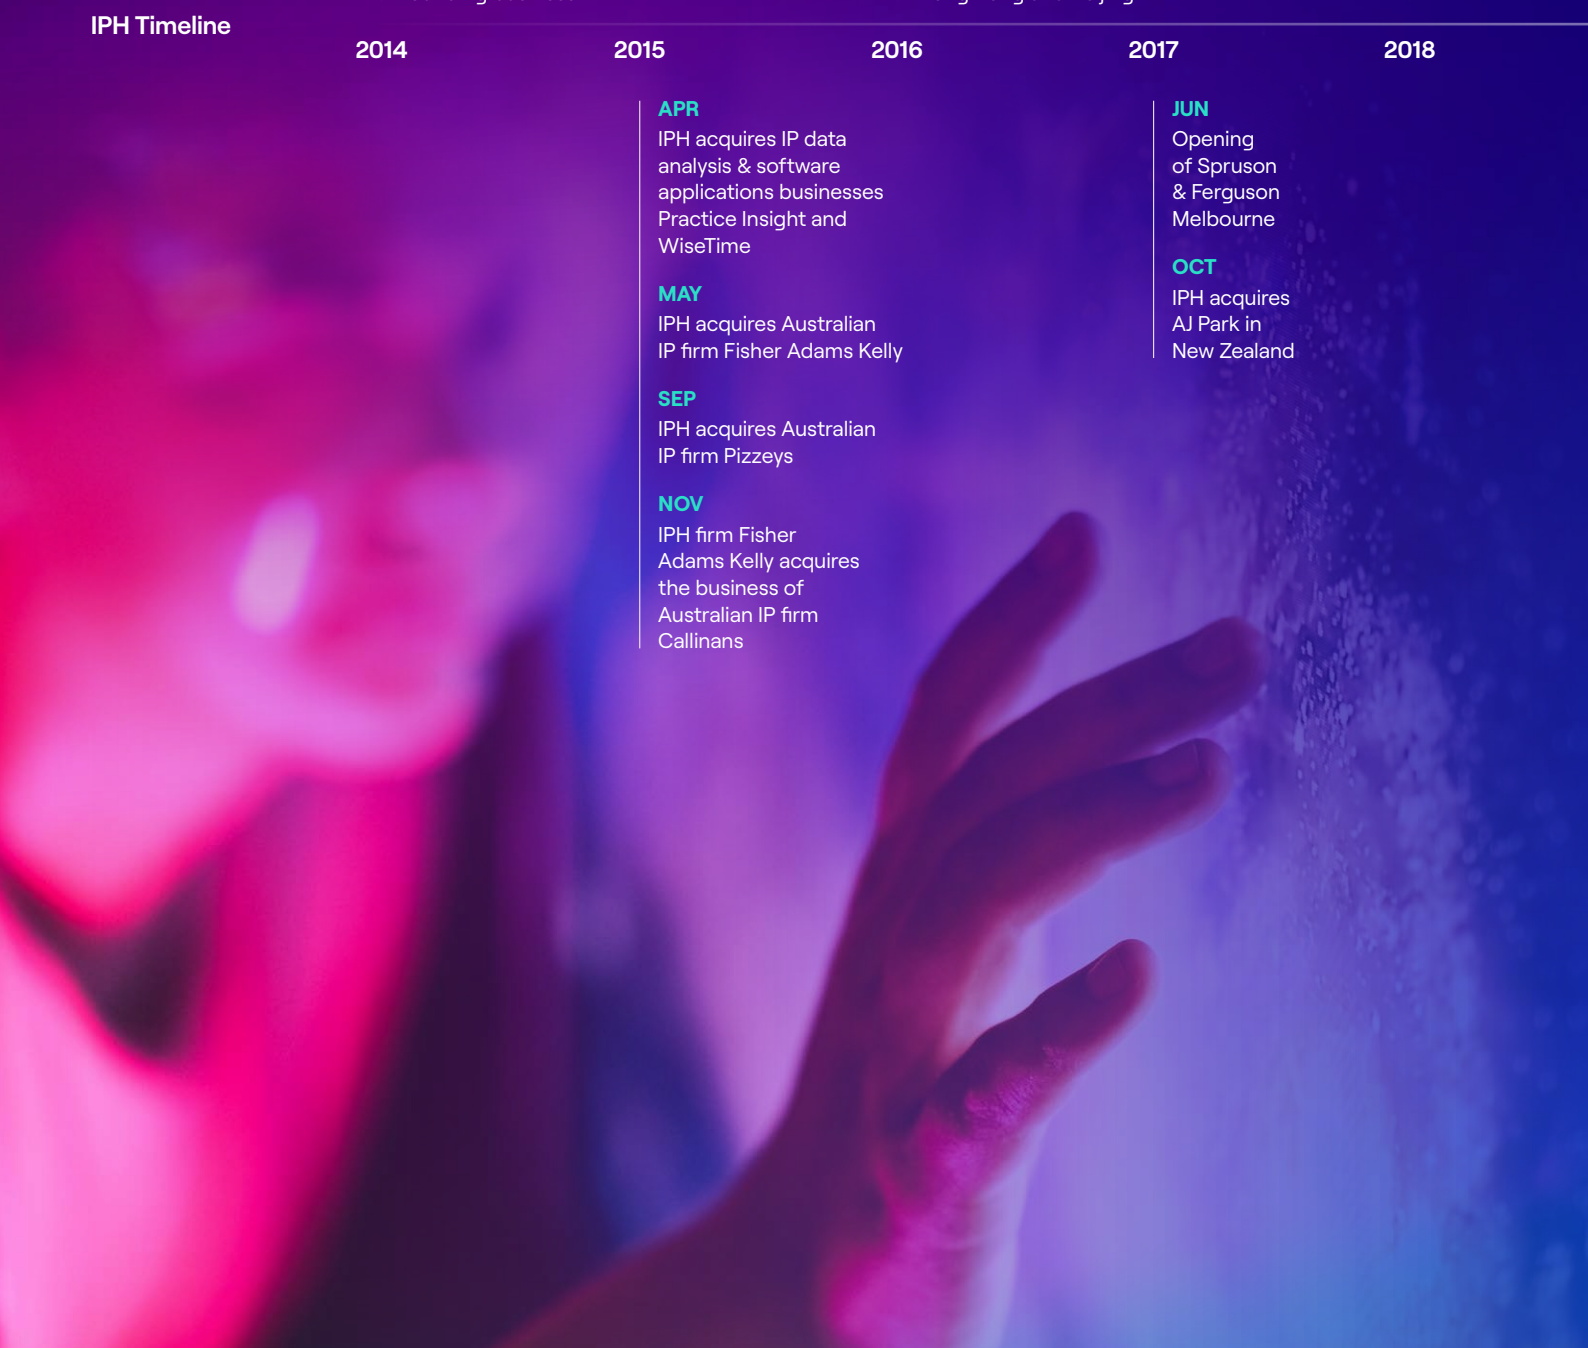 IPH Timeline
2014
2015
2016
2017
2018
APR
IPH acquires IP data
analysis & software
applications businesses
Practice Insight and
WiseTime
MAY
IPH acquires Australian
IP firm Fisher Adams Kelly
SEP
IPH acquires Australian
IP firm Pizzeys
NOV
IPH firm Fisher
Adams Kelly acquires
the business of
Australian IP firm
Callinans
JUN
Opening
of Spruson
& Ferguson
Melbourne
OCT
IPH acquires
AJ Park in
New Zealand